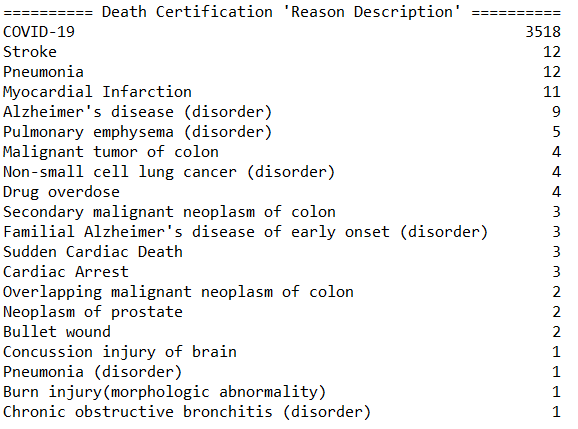 ========== Death Certification 'Reason Description' ==========
COVID-19 3518
Stroke 12
Pneumonia 12
Myocardial Infarction 11
Alzheimer's disease (disorder) 9
Pulmonary emphysema (disorder) 5
Malignant tumor of colon 4
Non-small cell lung cancer (disorder) 4
Drug overdose 4
Secondary malignant neoplasm of colon 3
Familial Alzheimer's disease of early onset (disorder) 3
Sudden Cardiac Death 3
Cardiac Arrest 3
Overlapping malignant neoplasm of colon 2
Neoplasm of prostate 2
Bullet wound 2
Concussion injury of brain 1
Pneumonia (disorder) 1
Burn injury(morphologic abnormality) 1
Chronic obstructive bronchitis (disorder) 1